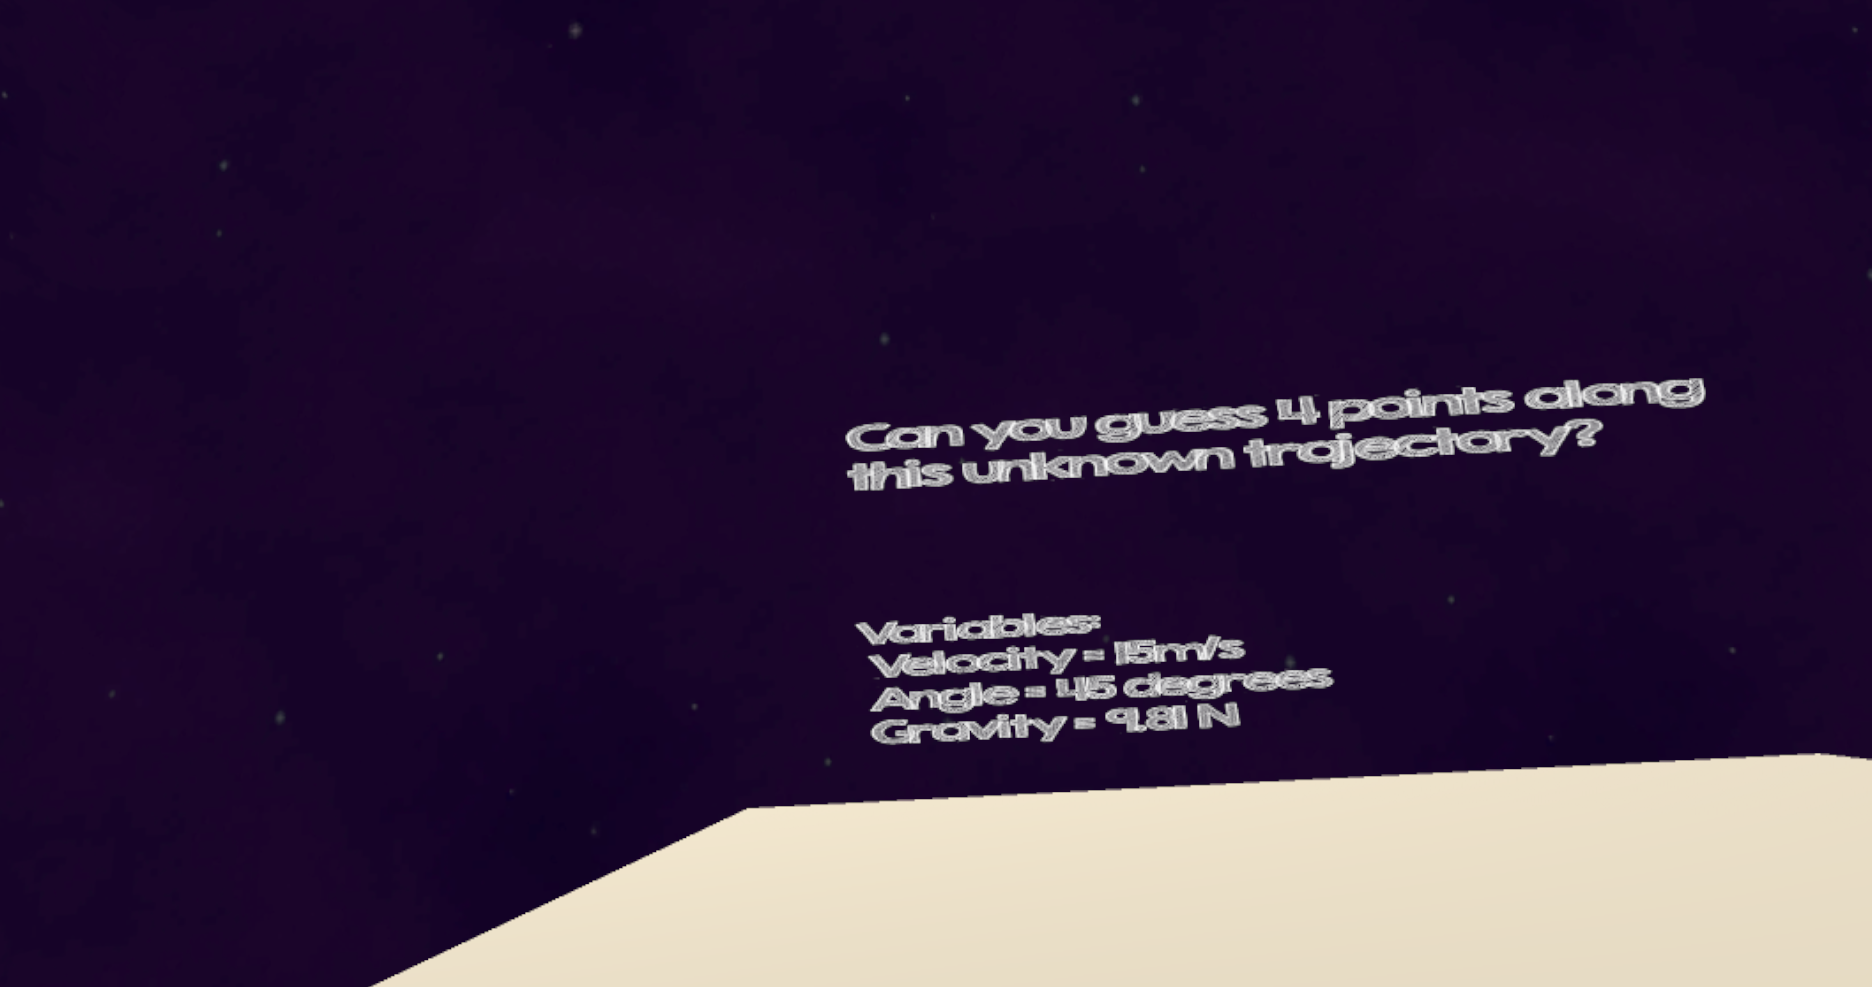 Can you guess 4 points along
this unknown trajectory?
Variables:
Velocity = 15m/s
Angle = 45 degrees
Gravity = 9.81 N